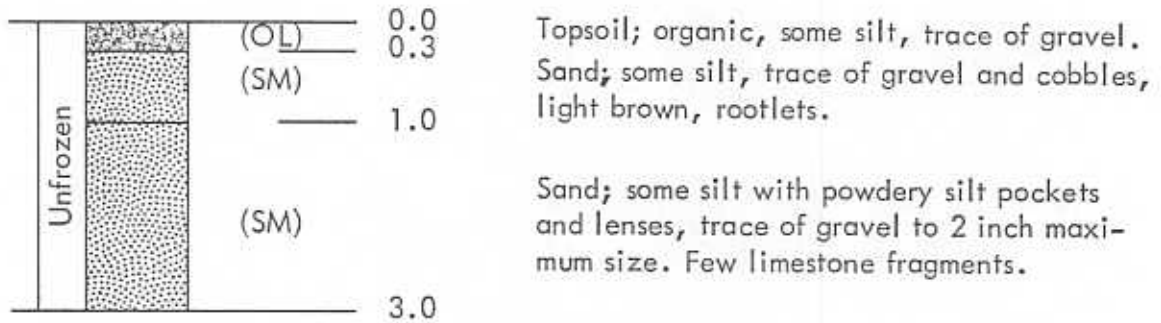 0.0 Topsoil; organic, some silt, trace of gravel.
(OL)
0.3
Sand; some silt, trace of gravel and cobbles,
(SM)
light brown, rootlets.
1.0
Unfrozen
Sand; some silt with powdery silt pockets
(SM) and lenses, trace of gravel to 2 inch maxi-
mum size. Few limestone fragments.
3.0